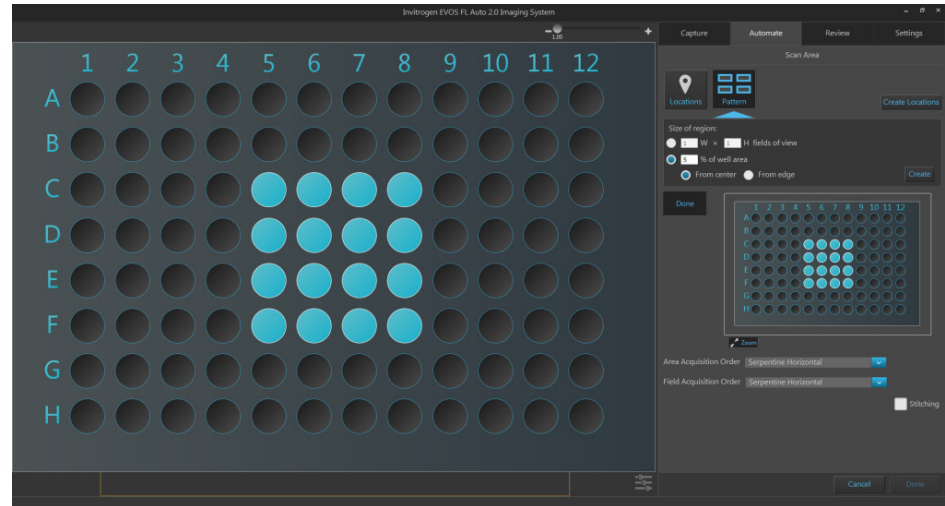 Invitrogen EVOS FL Auto 2.0 Imaging System
1.00
Capture Automate Review Settings
Scan Area
Locations Pattern Create Locations
Size of region:
1 W × 1 H fields of view
5 % of well area
From center From edge Create
Done
1 2 3 4 5 6 7 8 9 10 11 12
A
B
C
D
E
F
G
H
1 2 3 4 5 6 7 8 9 10 11 12
A
B
C
D
E
F
G
H
Zoom
Area Acquisition Order Serpentine Horizontal
Field Acquisition Order Serpentine Horizontal
Stitching
Cancel Done